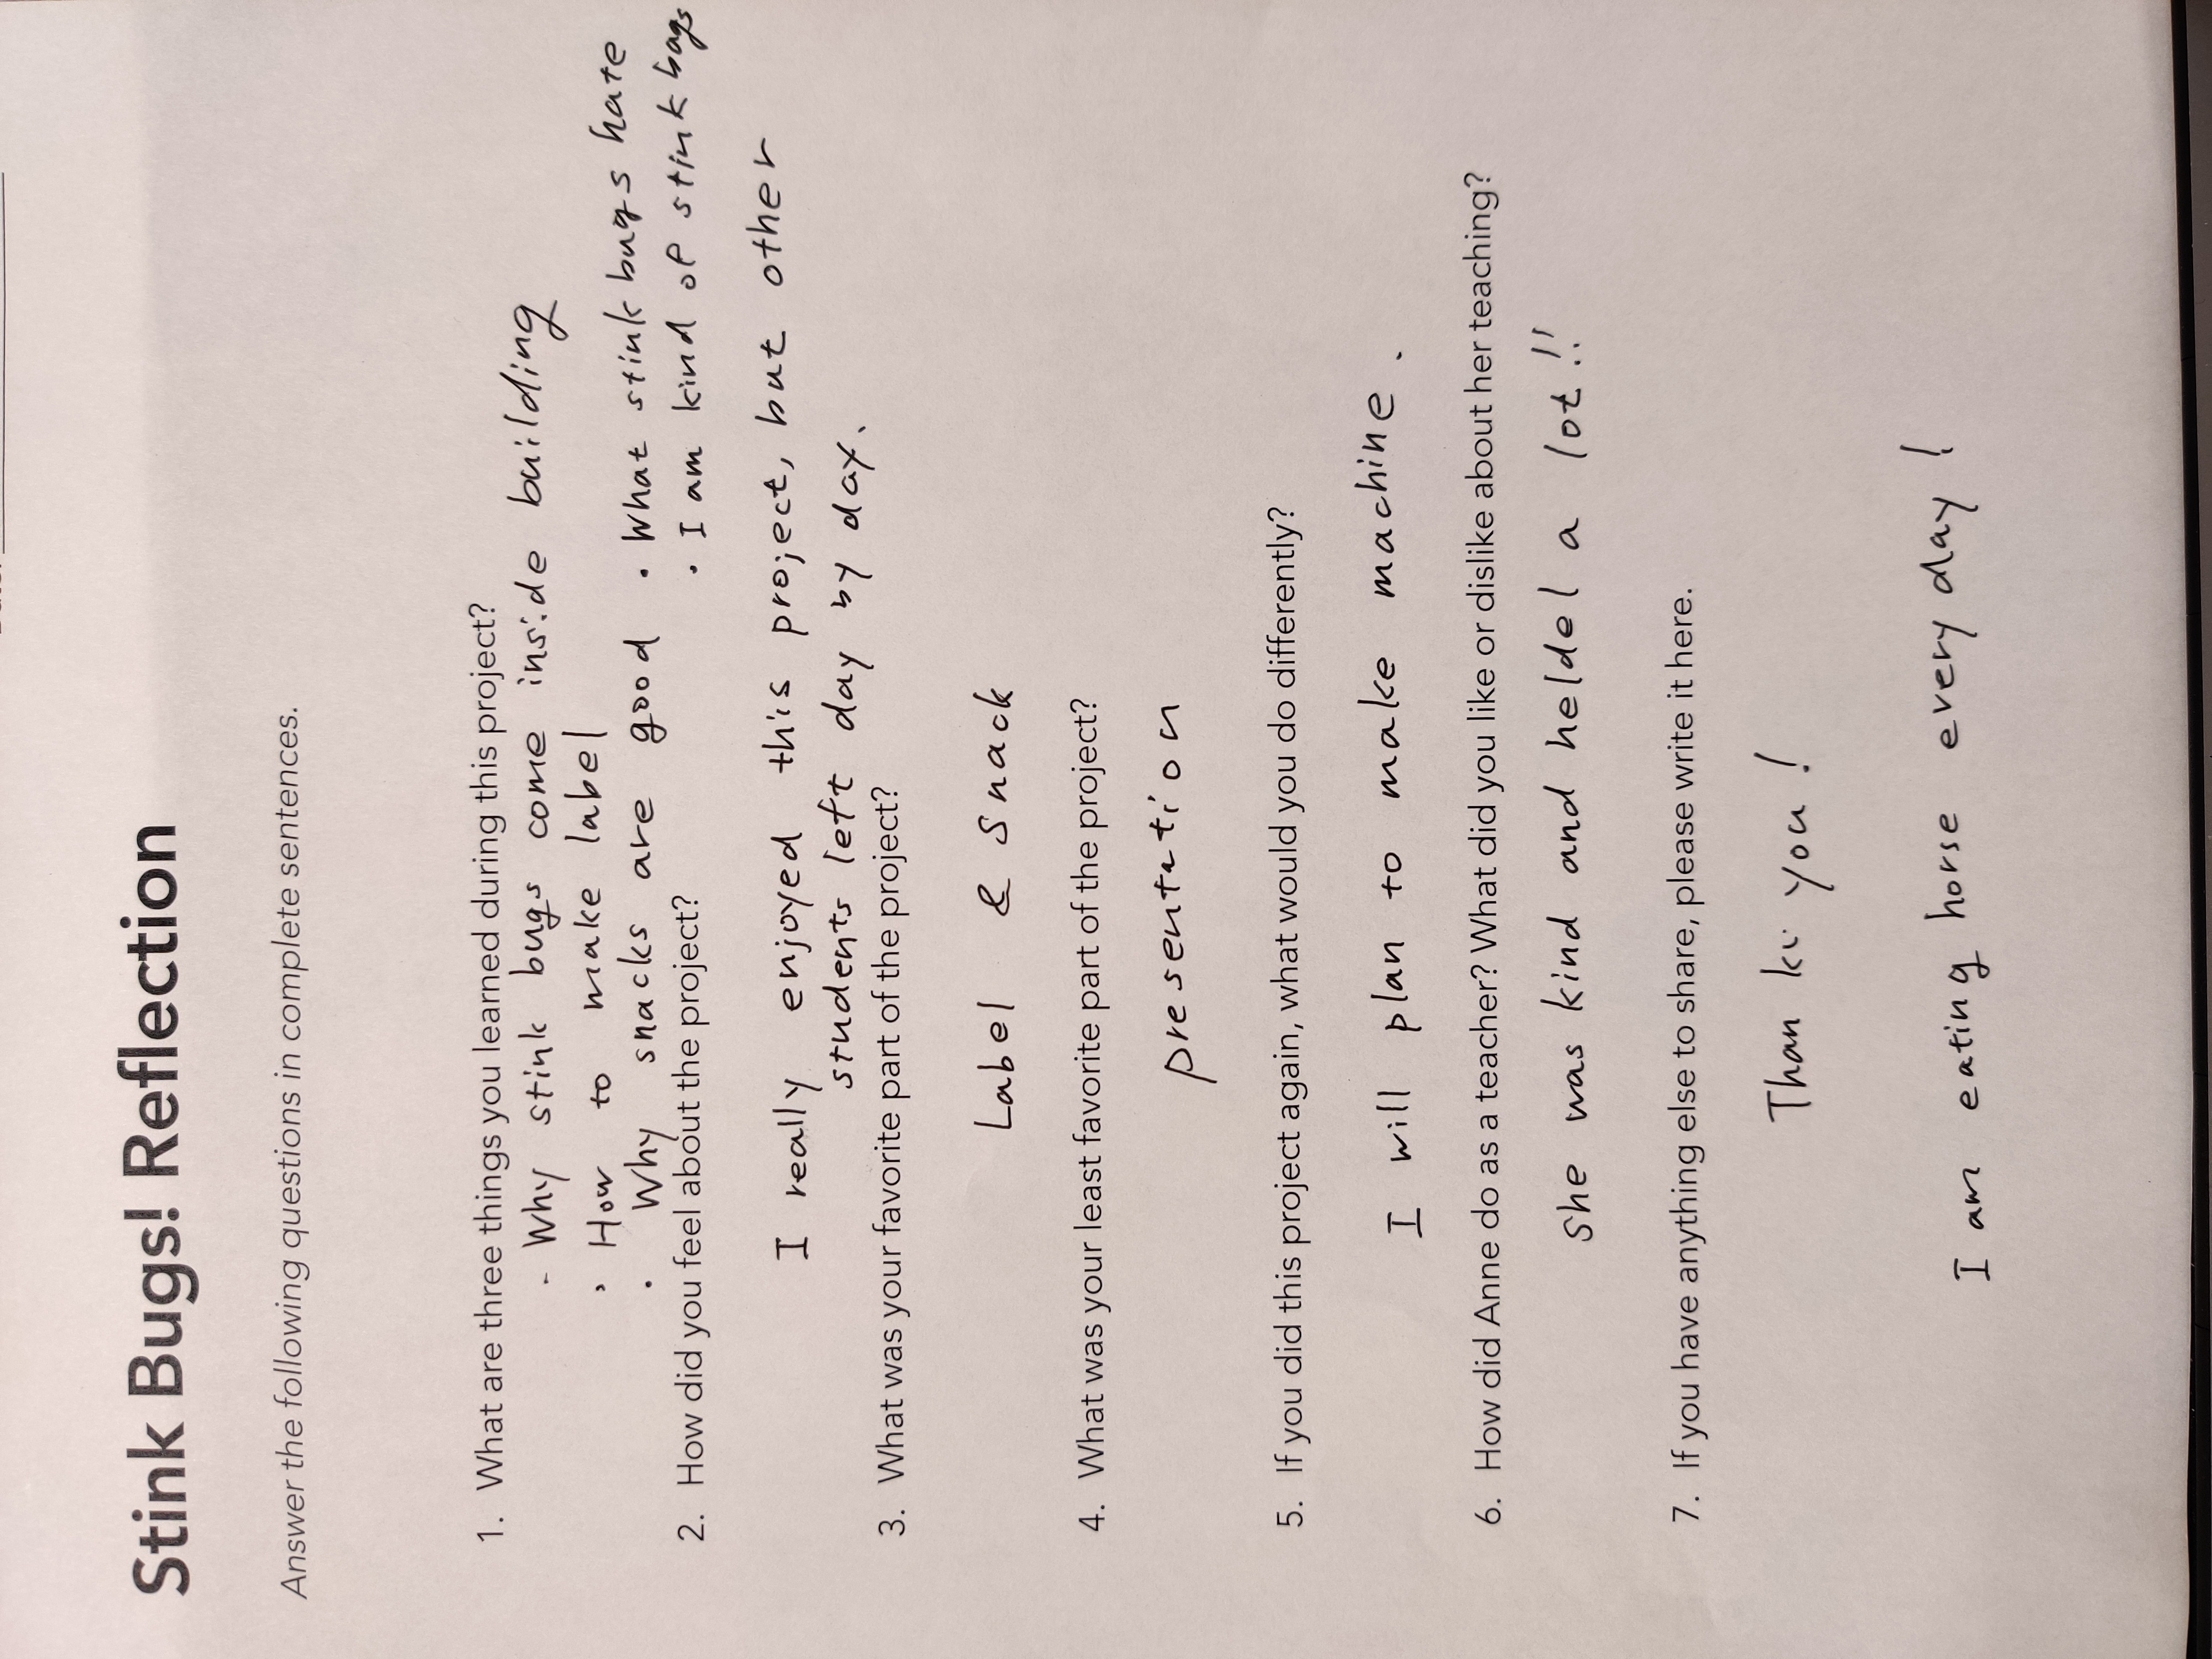 Stink Bugs! Reflection
Answer the following questions in complete sentences.
1. What are three things you learned during this project?
- Why stink bugs come inside building
· How to make label
· Why snacks are good
· What stink bugs hate
· I am kind of stink bags
2. How did you feel about the project?
I really enjoyed this project, but other
students left day by day.
3. What was your favorite part of the project?
Label & snack
4. What was your least favorite part of the project?
presentation
5. If you did this project again, what would you do differently?
I will plan to make machine.
6. How did Anne do as a teacher? What did you like or dislike about her teaching?
She was kind and heldel a lot!!
7. If you have anything else to share, please write it here.
Than ki you!
I am eating horse every day!